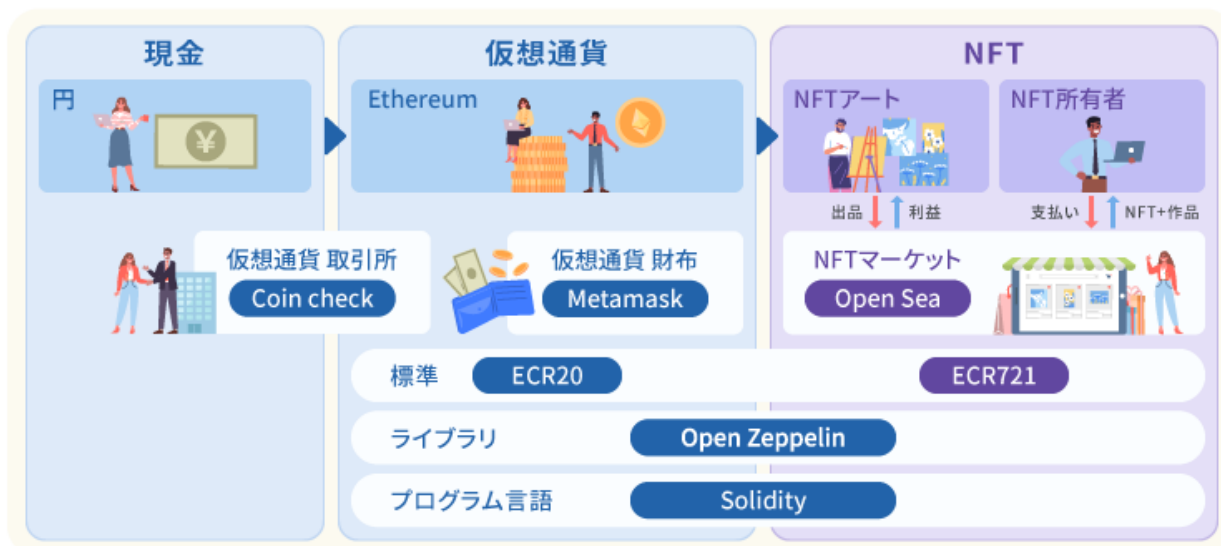 現金
仮想通貨
NFT
円
Ethereum
NFTアート
NFT所有者
出品
利益
支払い
NFT+作品
仮想通貨 取引所
Coin check
仮想通貨 財布
Metamask
NFTマーケット
Open Sea
標準
ECR20
ECR721
ライブラリ
Open Zeppelin
プログラム言語
Solidity